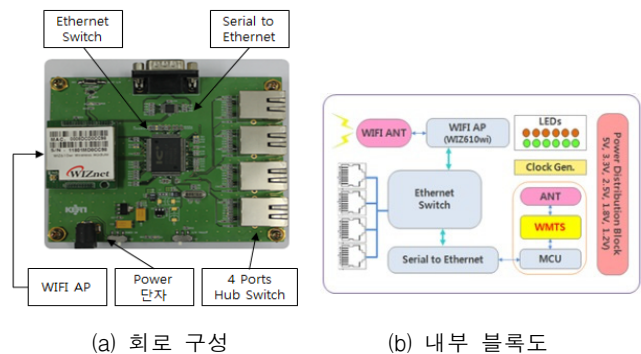 Ethernet
Switch
Serial to
Ethernet
WIZnet
WIFI AP
Power
단자
4 Ports
Hub Switch
(a) 회로 구성
WIFI ANT
WIFI AP
(WIZ610wi)
LEDs
Clock Gen.
Ethernet
Switch
ANT
WMTS
MCU
Serial to Ethernet
Power Distribution Block
5V, 3.3V, 2.5V, 1.8V, 1.2V)
(b) 내부 블록도